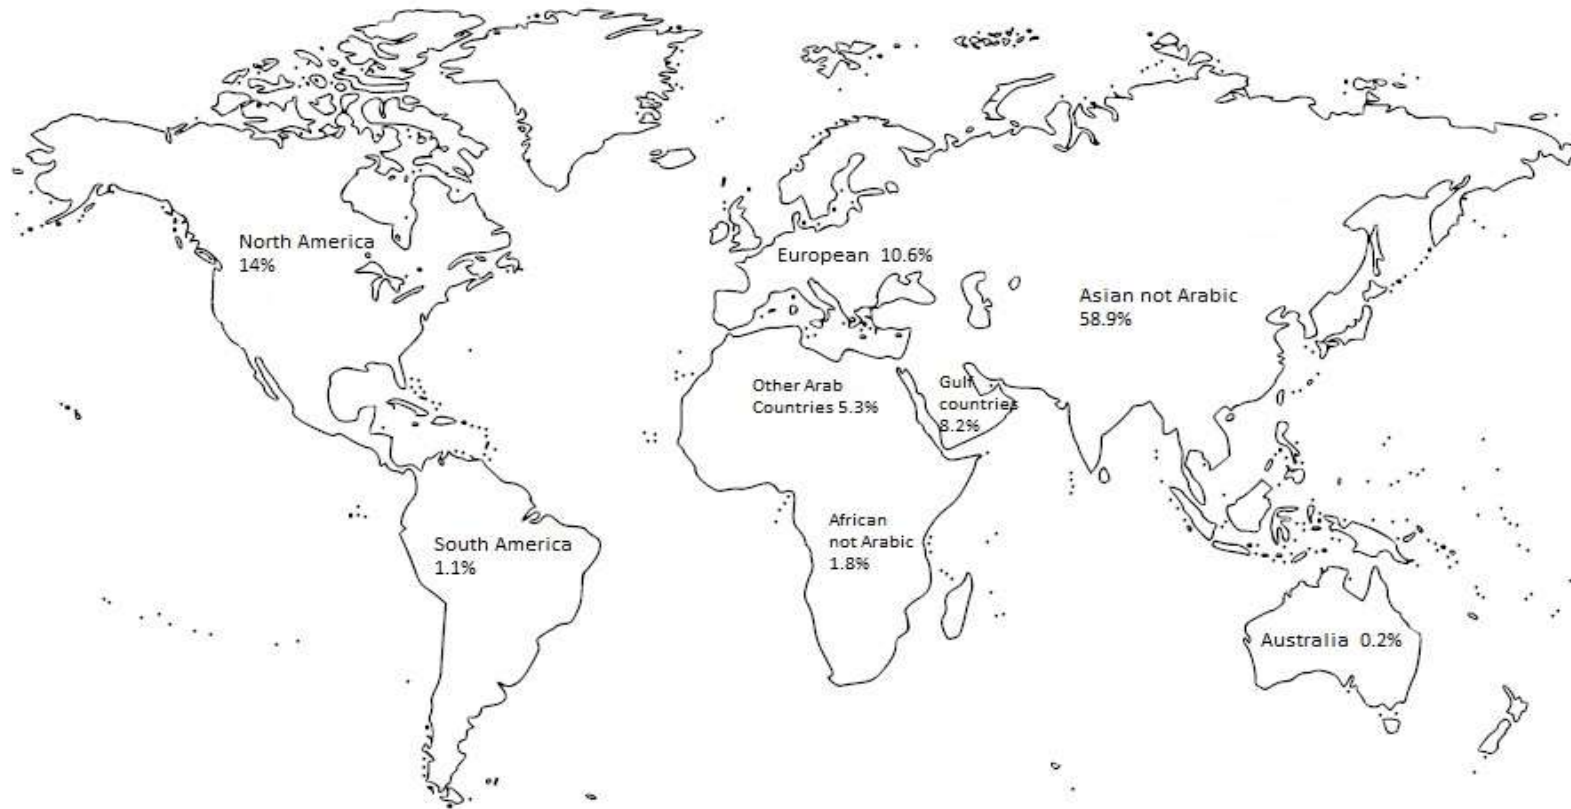 North America
14%
European 10.6%
Asian not Arabic
58.9%
Other Arab
Countries 5.3%
Gulf
countries
8.2%
African
not Arabic
1.8%
South America
1.1%
Australia 0.2%